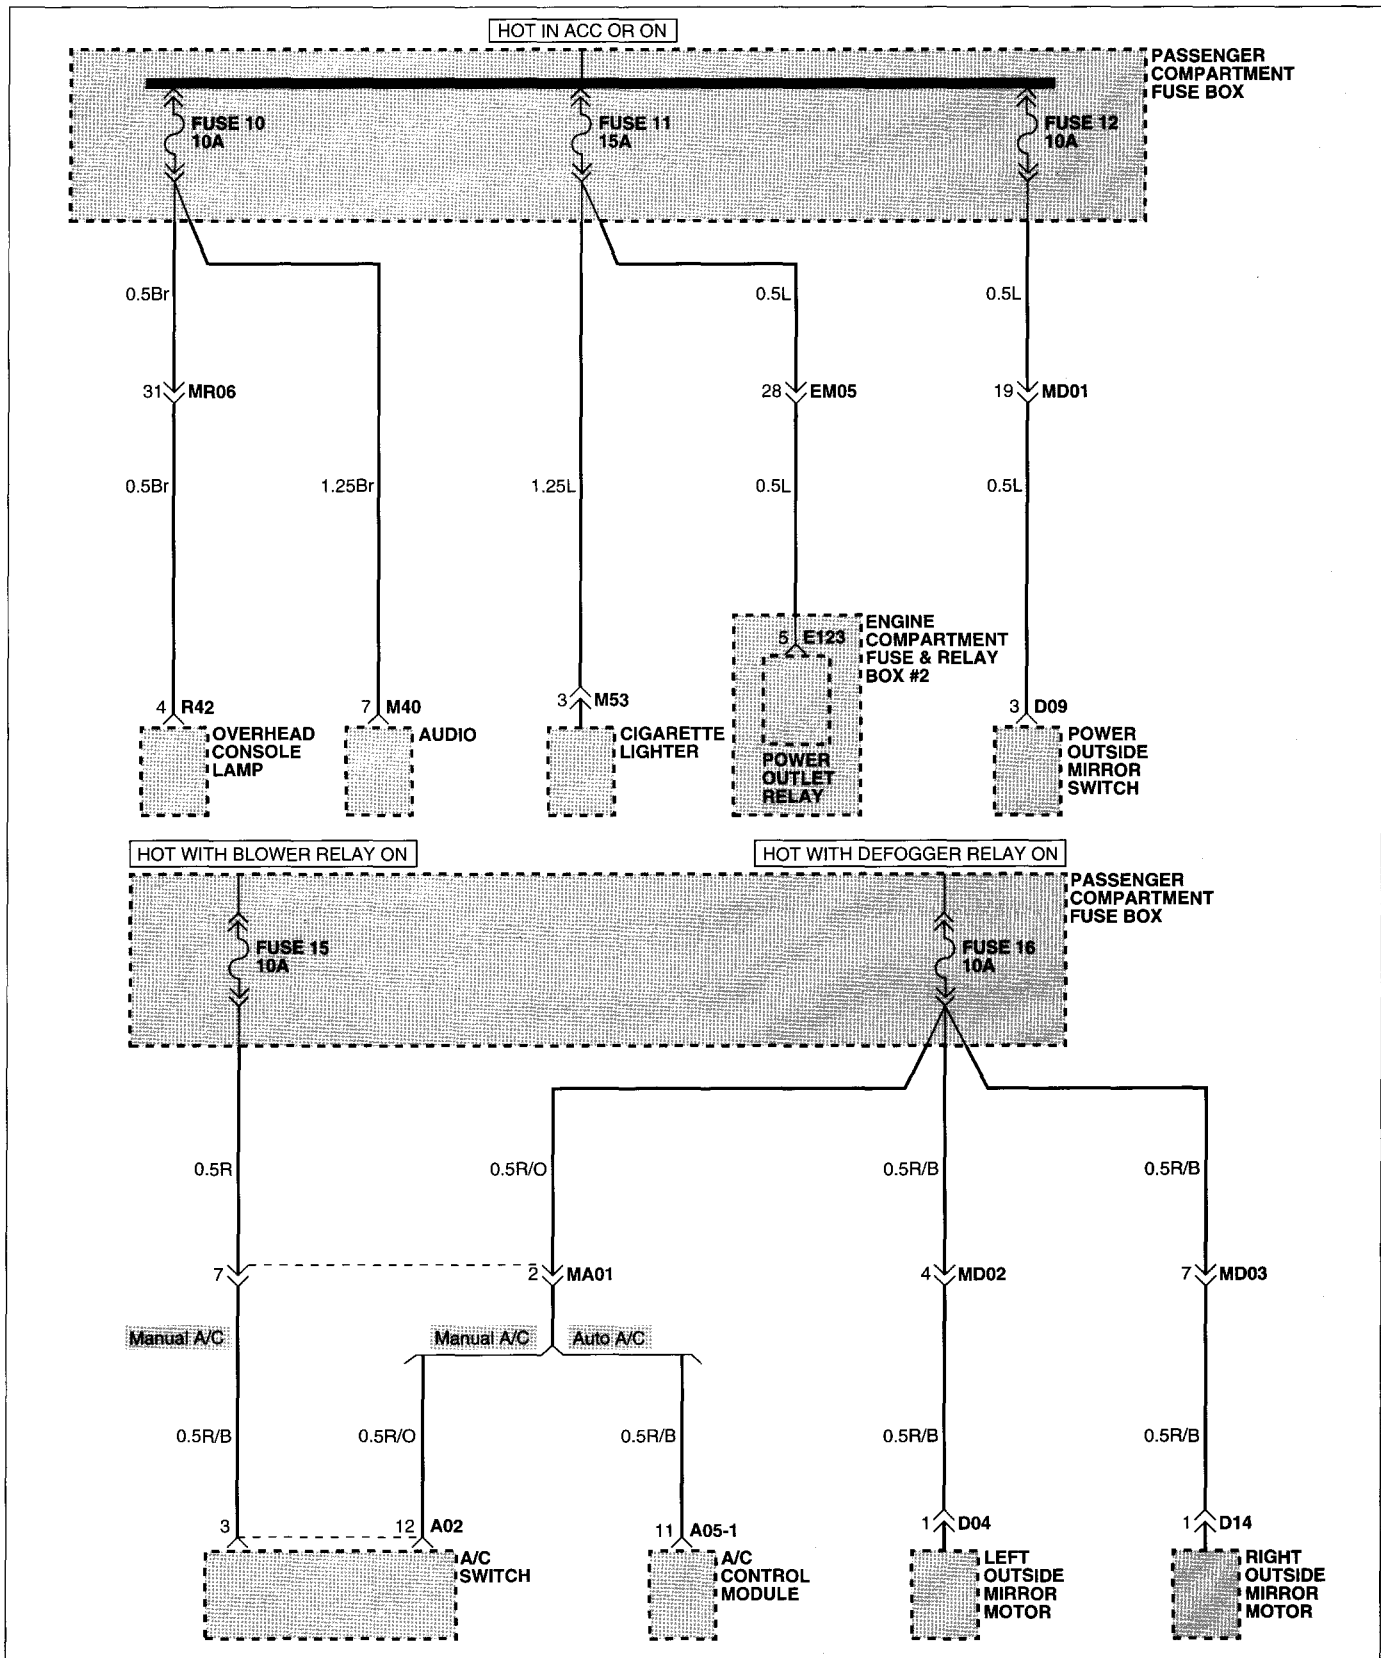 HOT IN ACC OR ON
PASSENGER
COMPARTMENT
FUSE BOX
FUSE 10
10A
FUSE 11
15A
FUSE 12
10A
0.5Br
0.5L
0.5L
31 MR06
28 EM05
19 MD01
0.5Br
1.25Br
1.25L
0.5L
0.5L
5 E123
ENGINE
COMPARTMENT
FUSE & RELAY
BOX #2
4 R42
7 M40
3 M53
3 D09
OVERHEAD
CONSOLE
LAMP
AUDIO
CIGARETTE
LIGHTER
POWER
OUTLET
RELAY
POWER
OUTSIDE
MIRROR
SWITCH
HOT WITH BLOWER RELAY ON
HOT WITH DEFOGGER RELAY ON
PASSENGER
COMPARTMENT
FUSE BOX
FUSE 15
10A
FUSE 16
10A
0.5R
0.5R/O
0.5R/B
0.5R/B
7
2 MA01
4 MD02
7 MD03
Manual A/C
Manual A/C
Auto A/C
0.5R/B
0.5R/O
0.5R/B
0.5R/B
0.5R/B
3
12 A02
11 A05-1
1 D04
1 D14
A/C
SWITCH
A/C
CONTROL
MODULE
LEFT
OUTSIDE
MIRROR
MOTOR
RIGHT
OUTSIDE
MIRROR
MOTOR